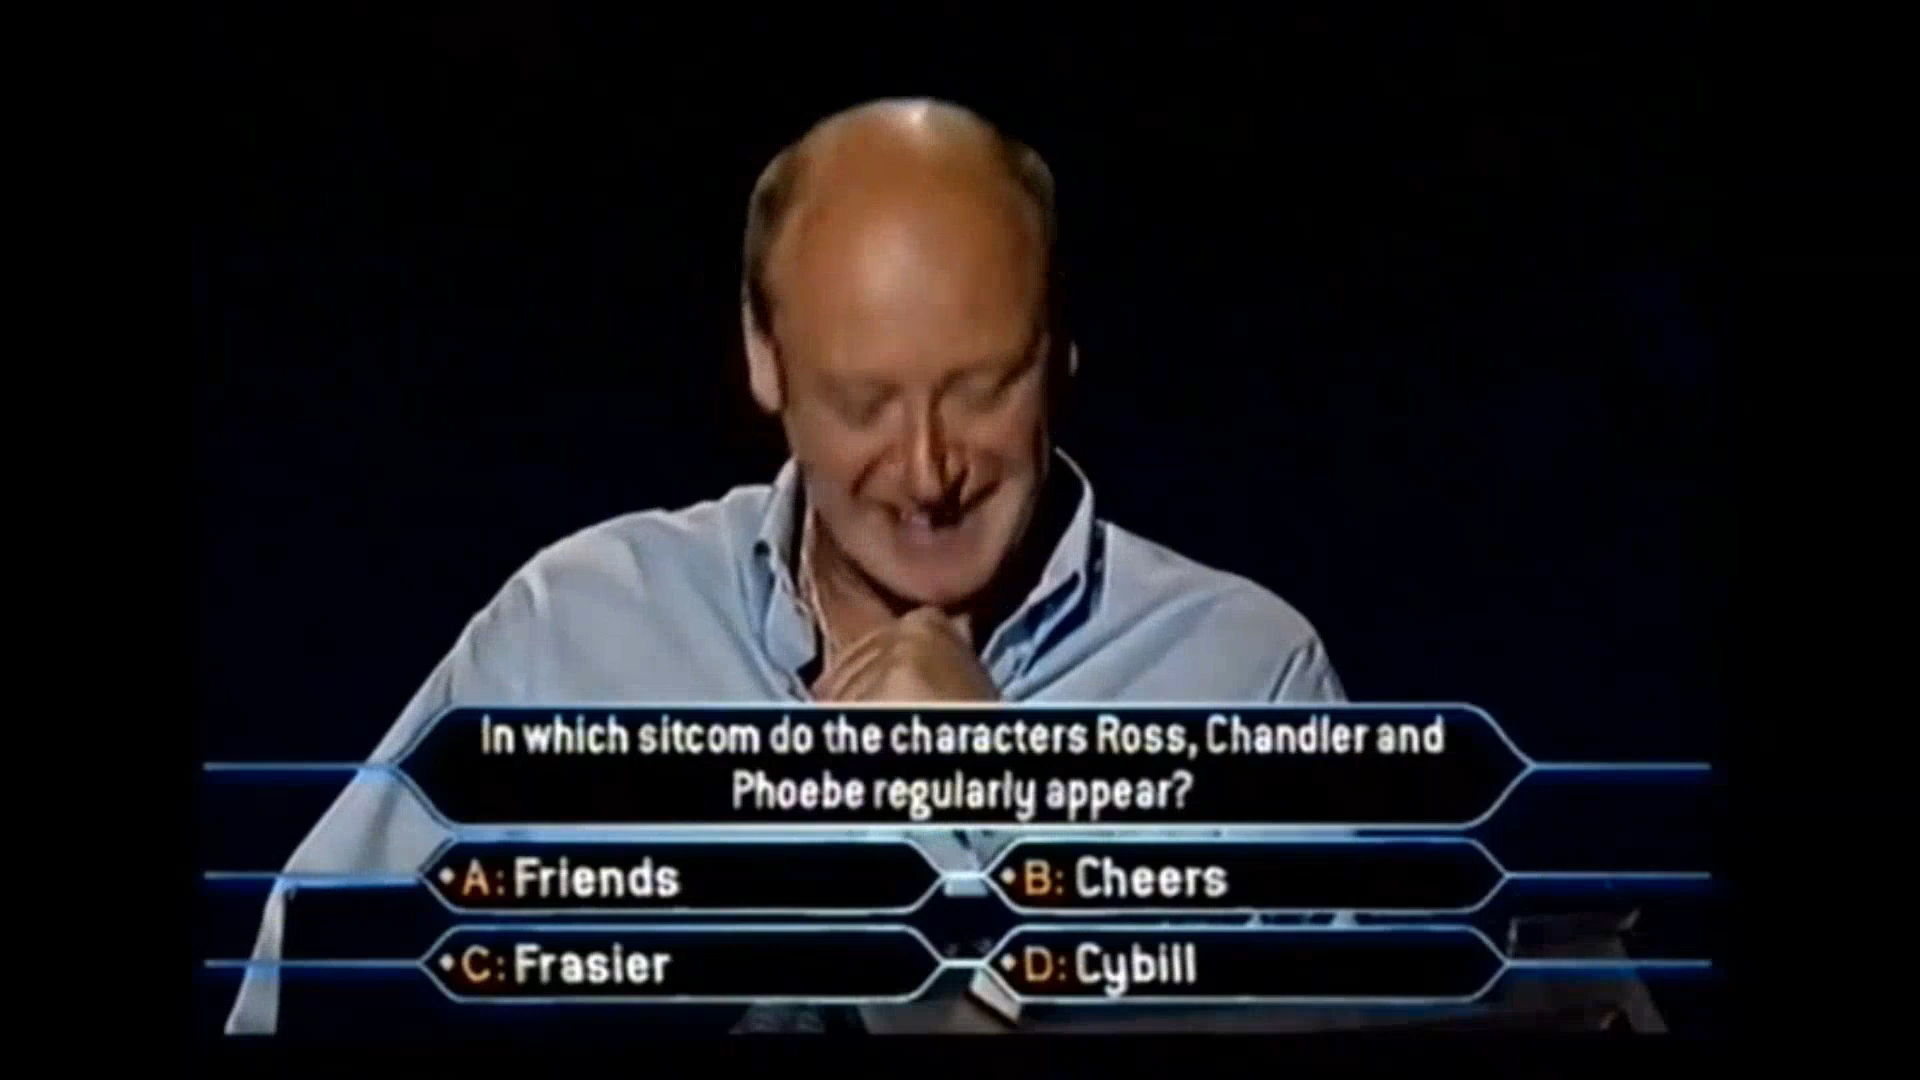 In which sitcom do the characters Ross, Chandler and
Phoebe regularly appear?
A: Friends
B: Cheers
C: Frasier
D: Cybill